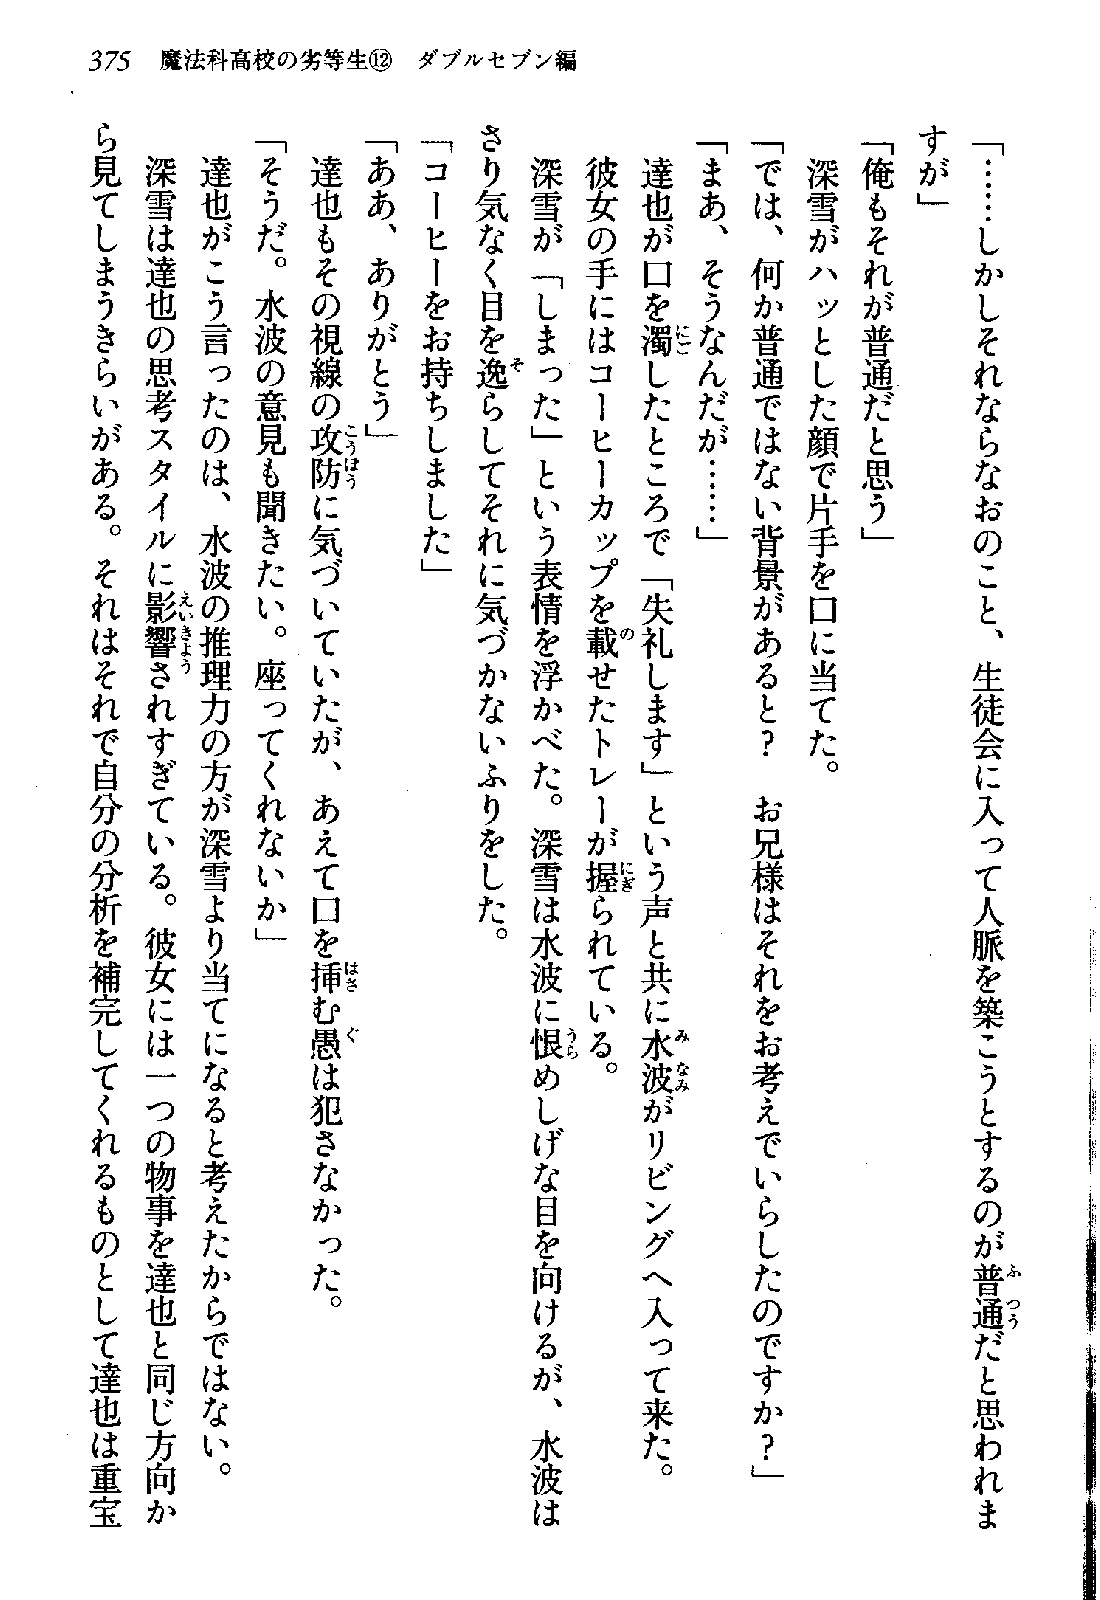 375 魔法科高校の劣等生⑫ ダブルセブン編
「……しかしそれならなおのこと、生徒会に入って人脈を築こうとするのが普通だと思われま
すが」
「俺もそれが普通だと思う」
深雪がハッとした顔で片手を口に当てた。
「では、何か普通ではない背景があると？　お兄様はそれをお考えでいらしたのですか？」
「まあ、そうなんだが……」
達也が口を濁したところで「失礼します」という声と共に水波がリビングへ入って来た。
彼女の手にはコーヒーカップを載せたトレーが握られている。
深雪が「しまった」という表情を浮かべた。深雪は水波に恨めしげな目を向けるが、水波は
さり気なく目を逸らしてそれに気づかないふりをした。
「コーヒーをお持ちしました」
「ああ、ありがとう」
達也もその視線の攻防に気づいていたが、あえて口を挿む愚は犯さなかった。
「そうだ。水波の意見も聞きたい。座ってくれないか」
達也がこう言ったのは、水波の推理力の方が深雪より当てになると考えたからではない。
深雪は達也の思考スタイルに影響されすぎている。彼女には一つの物事を達也と同じ方向か
ら見てしまうきらいがある。それはそれで自分の分析を補完してくれるものとして達也は重宝